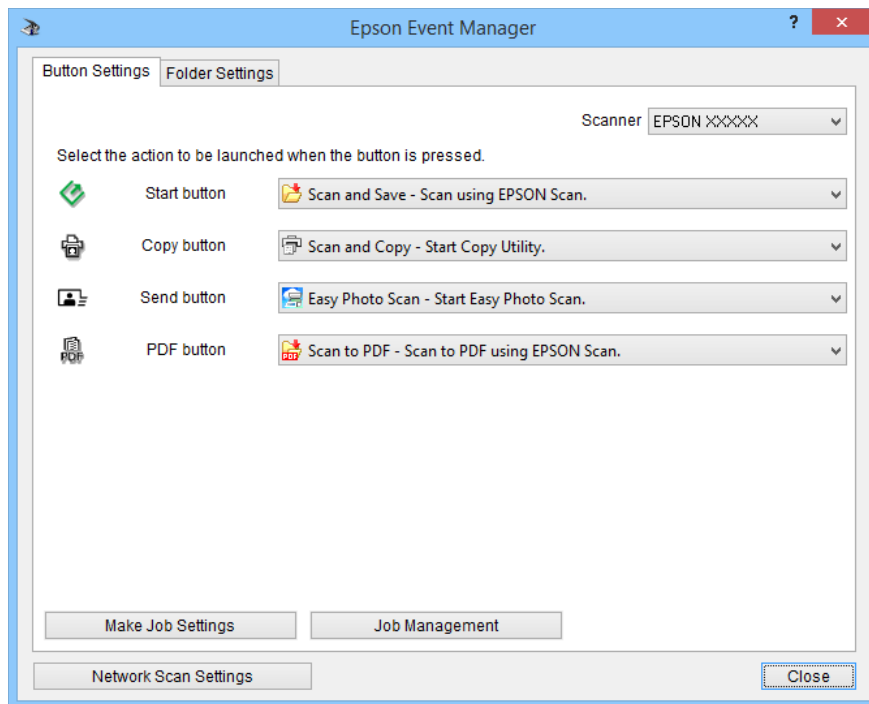 Epson Event Manager ? ×
Button Settings Folder Settings
Scanner EPSON XXXXX
Select the action to be launched when the button is pressed.
Start button Scan and Save - Scan using EPSON Scan.
Copy button Scan and Copy - Start Copy Utility.
Send button Easy Photo Scan - Start Easy Photo Scan.
PDF PDF button PDF Scan to PDF - Scan to PDF using EPSON Scan.
Make Job Settings Job Management
Network Scan Settings Close